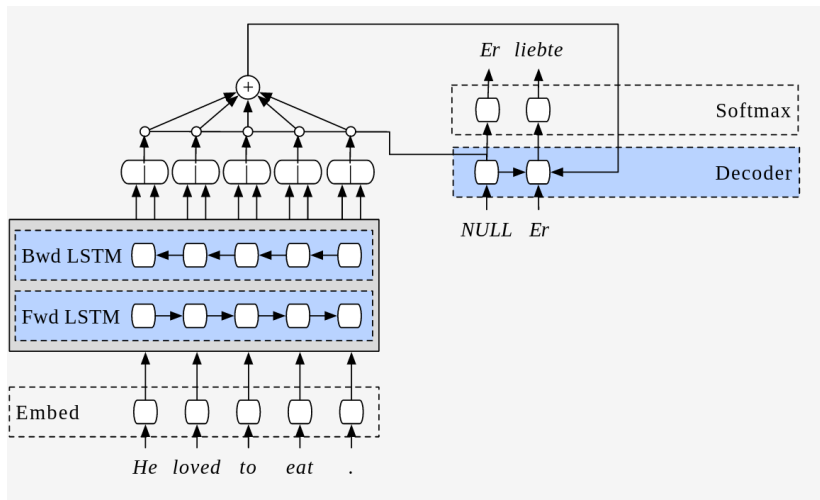 Er liebte
+
Softmax
Decoder
NULL Er
Bwd LSTM
Fwd LSTM
Embed
He loved to eat .